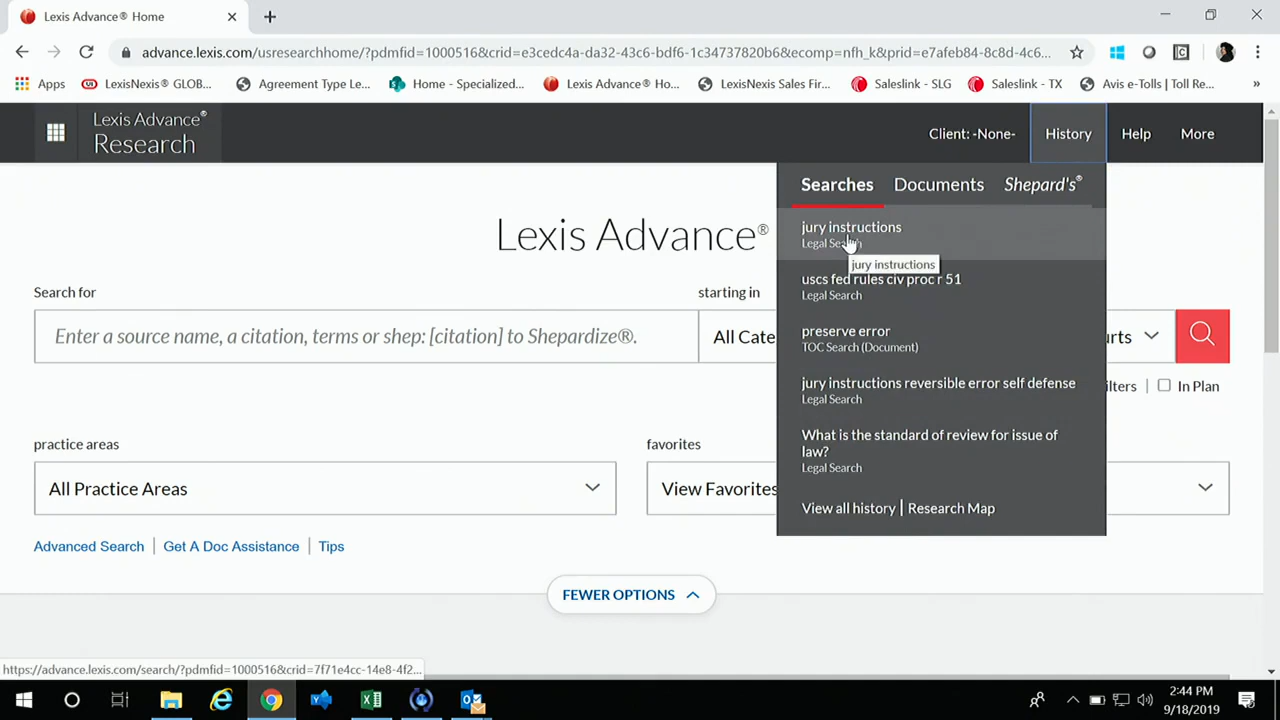 Lexis Advance® Home
advance.lexis.com/usresearchhome/?pdmfid=1000516&crid=e3cedc4a-da32-43c6-bdf6-1c34737820b6&ecomp=nfh_k&prid=e7afeb84-8c8d-4c6...
Apps LexisNexis® GLOB... Agreement Type Le... Home - Specialized... Lexis Advance® Ho... LexisNexis Sales Fir... Saleslink - SLG Saleslink - TX Avis e-Tolls | Toll Re... »
Lexis Advance®
Research
Client: -None- History Help More
Searches Documents Shepard's®
jury instructions
Legal
jury instructions
uscs fed rules civ proc r 51
Legal Search
preserve error
TOC Search (Document)
jury instructions reversible error self defense
Legal Search
What is the standard of review for issue of
law?
Legal Search
View all history | Research Map
Lexis Advance®
Search for starting in
Enter a source name, a citation, terms or shep: [citation] to Shepardize®.
All Cate
rts
lters | In Plan
practice areas favorites
All Practice Areas View Favorites
Advanced Search | Get A Doc Assistance | Tips
FEWER OPTIONS
https://advance.lexis.com/search/?pdmfid=1000516&crid=7f71e4cc-14e8-4f2...
2:44 PM
9/18/2019